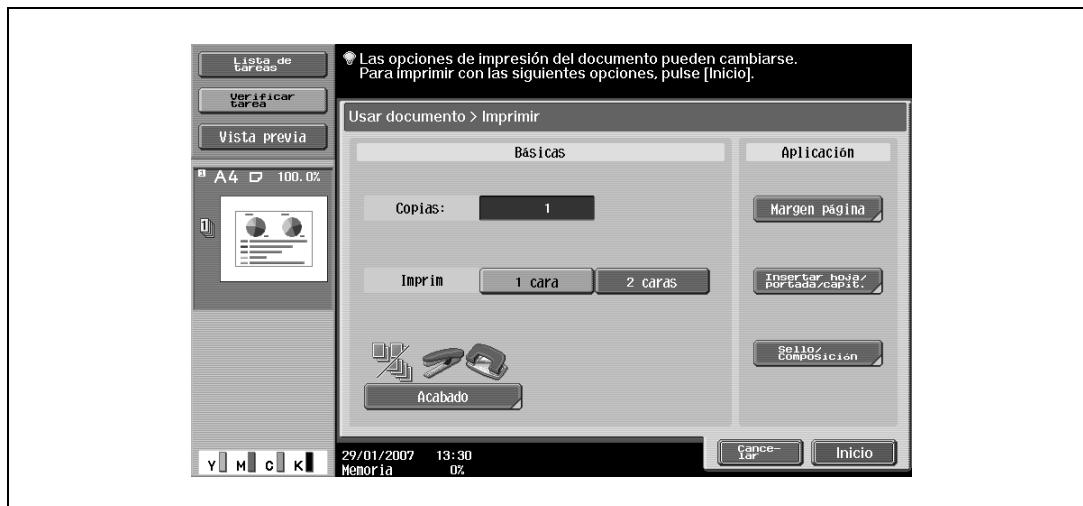 Lista de
tareas
Verificar
tarea
Vista previa
A4 100.0%
1
Las opciones de impresión del documento pueden cambiarse.
Para imprimir con las siguientes opciones, pulse [Inicio].
Usar documento > Imprimir
Básicas
Copias: 1
Imprim 1 cara 2 caras
Acabado
Aplicación
Margen página
Insertar hoja/
portada/capít.
Sello/
Composición
Y M C K
29/01/2007 13:30
Memoria 0%
Cance-
lar
Inicio